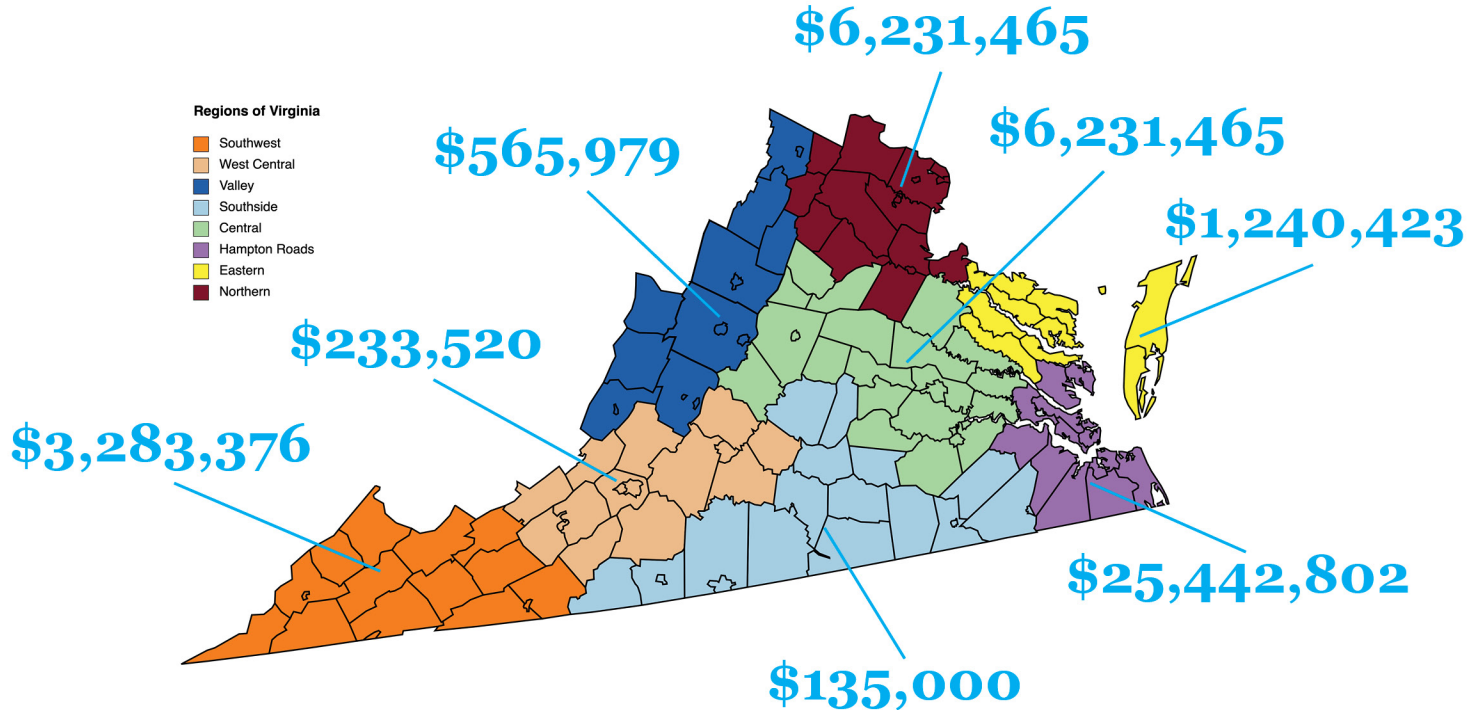 $6,231,465
Regions of Virginia
Southwest
West Central
Valley
Southside
Central
Hampton Roads
Eastern
Northern
$565,979
$6,231,465
$1,240,423
$233,520
$3,283,376
$25,442,802
$135,000